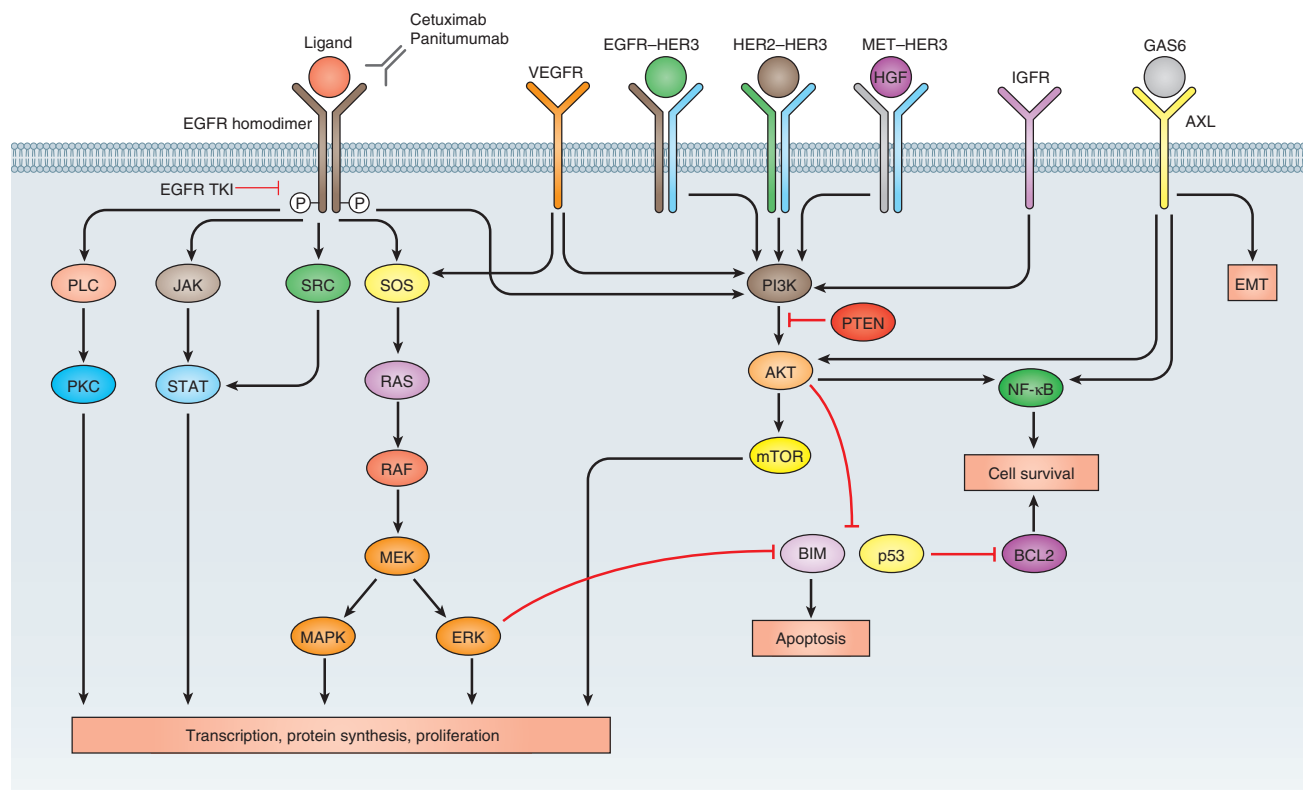 Cetuximab
Panitumumab
Ligand
EGFR–HER3
HER2–HER3
MET–HER3
GAS6
VEGFR
HGF
IGFR
EGFR homodimer
AXL
EGFR TKI
P
P
PLC
JAK
SRC
SOS
PI3K
EMT
PTEN
PKC
STAT
RAS
AKT
NF-κB
RAF
mTOR
Cell survival
MEK
BIM
p53
BCL2
MAPK
ERK
Apoptosis
Transcription, protein synthesis, proliferation